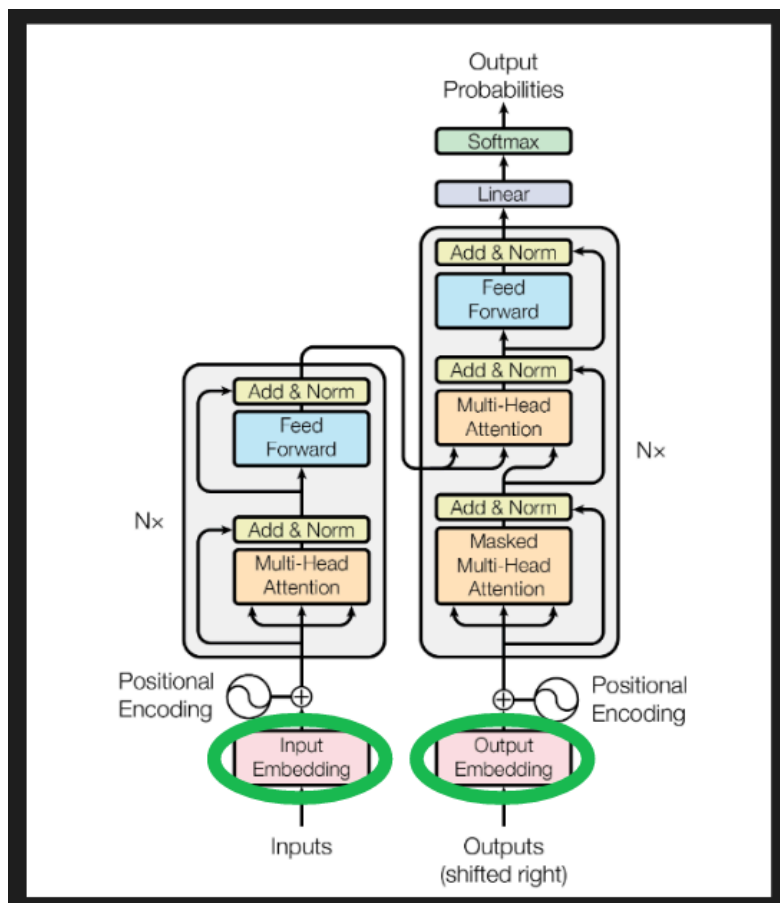 Output
Probabilities
Softmax
Linear
Add & Norm
Feed
Forward
Add & Norm
Multi-Head
Attention
Nx
Add & Norm
Masked
Multi-Head
Attention
Add & Norm
Feed
Forward
Nx
Add & Norm
Multi-Head
Attention
Positional
Encoding
Positional
Encoding
Input
Embedding
Output
Embedding
Inputs
Outputs
(shifted right)